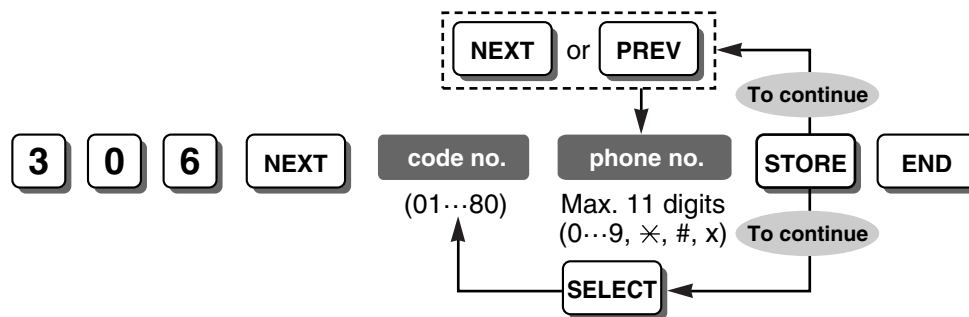 NEXT or PREV
To continue
3 0 6 NEXT code no. phone no. STORE END
(01···80) Max. 11 digits
(0···9, ✳, #, x) To continue
SELECT